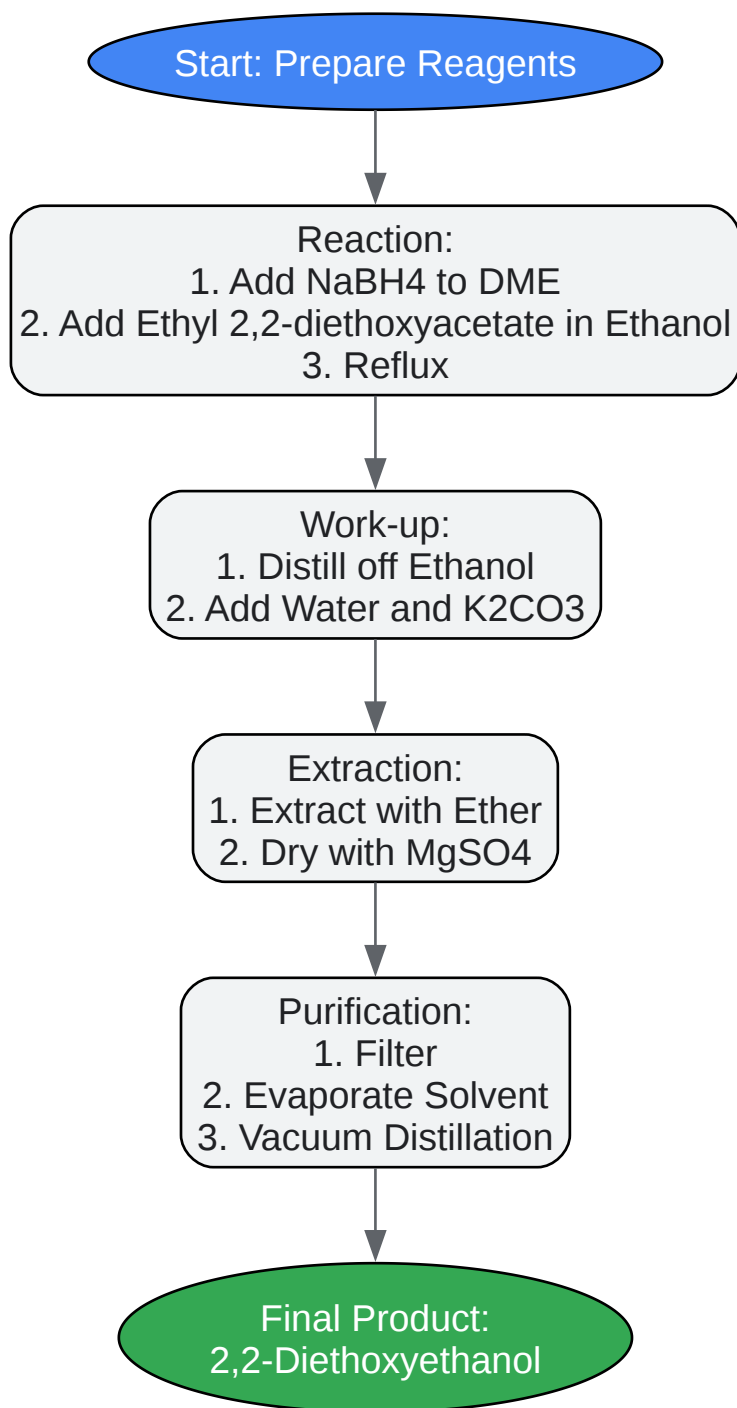 Start: Prepare Reagents
Reaction:
1. Add NaBH4 to DME
2. Add Ethyl 2,2-diethoxyacetate in Ethanol
3. Reflux
Work-up:
1. Distill off Ethanol
2. Add Water and K2CO3
Extraction:
1. Extract with Ether
2. Dry with MgSO4
Purification:
1. Filter
2. Evaporate Solvent
3. Vacuum Distillation
Final Product:
2,2-Diethoxyethanol